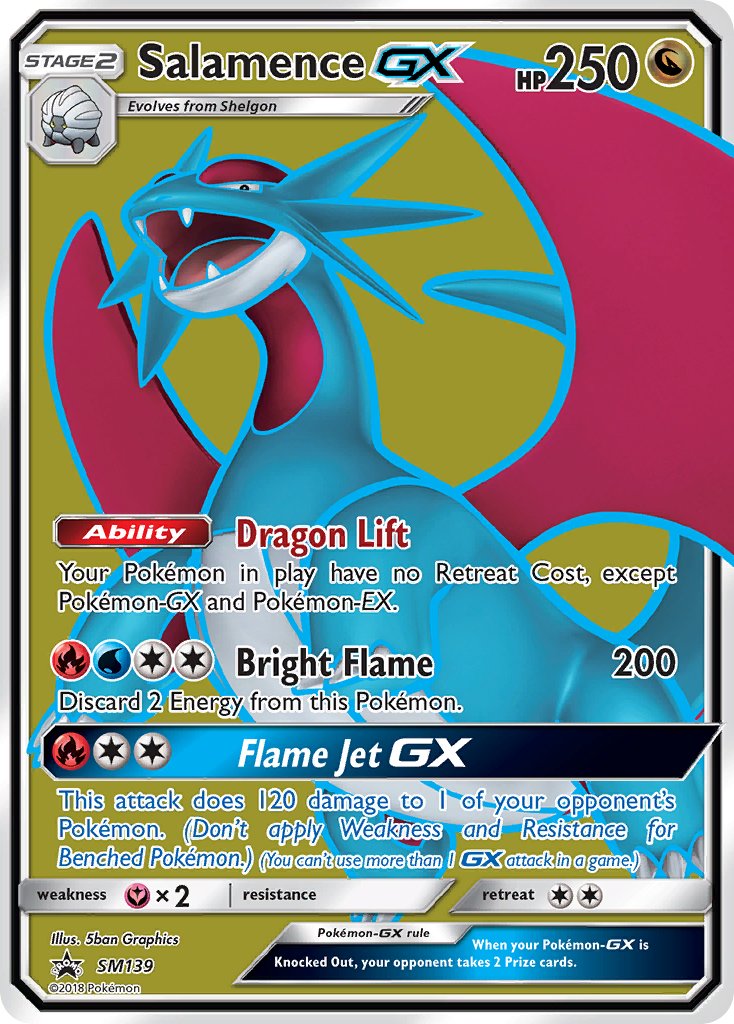 STAGE2 Salamence GX HP250
Evolves from Shelgon
Ability Dragon Lift
Your Pokémon in play have no Retreat Cost, except
Pokémon-GX and Pokémon-EX.
Bright Flame 200
Discard 2 Energy from this Pokémon.
Flame Jet GX
This attack does 120 damage to 1 of your opponent's
Pokémon. (Don't apply Weakness and Resistance for
Benched Pokémon.) (You can't use more than 1 GX attack in a game.)
weakness ×2 resistance retreat
Illus. 5ban Graphics
SM139
©2018 Pokémon
Pokémon-GX rule
When your Pokémon-GX is
Knocked Out, your opponent takes 2 Prize cards.